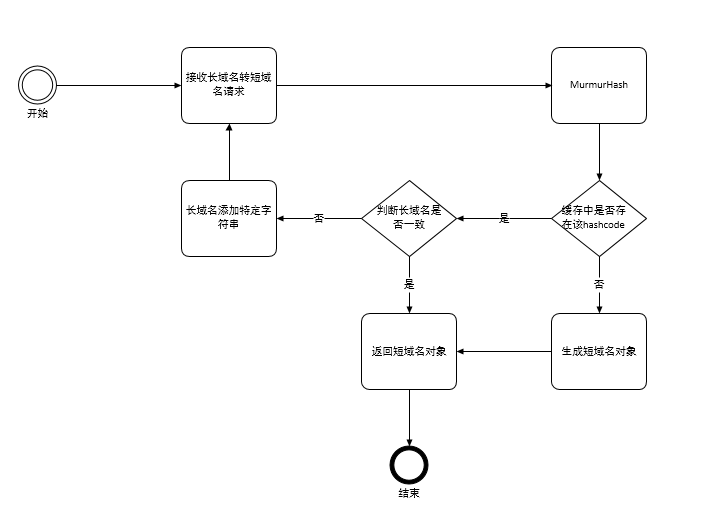 接收长域名转短域
名请求
MurmurHash
开始
长域名添加特定字
符串
否
判断长域名是
否一致
是
缓存中是否存
在该hashcode
是
否
返回短域名对象
生成短域名对象
结束